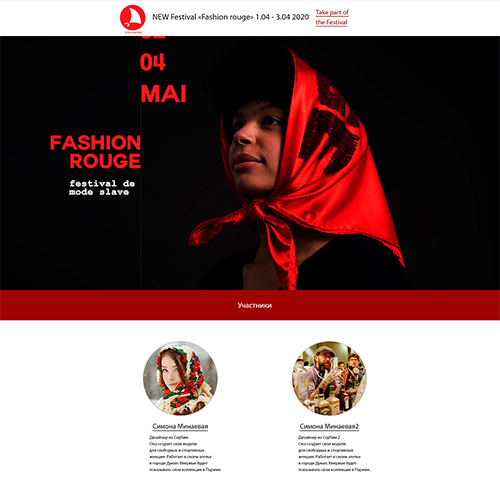 NEW Festival «Fashion rouge» 1.04 - 3.04 2020
Take part of
the Festival
04
MAI
FASHION
ROUGE
festival de
mode slave
Участники
Симона Минаевая
Дизайнер из Сербии.
Она создает свои модели
для свободных и спортивных
женщин. Работает в своем ателье
в городе Дукал. Впервые будет
показывать свои коллекции в Париже.
Симона Минаевая2
Дизайнер из Сербии.2
Она создает свои модели
для свободных и спортивных
женщин. Работает в своем ателье
в городе Дукал. Впервые будет
показывать свои коллекции в Париже.